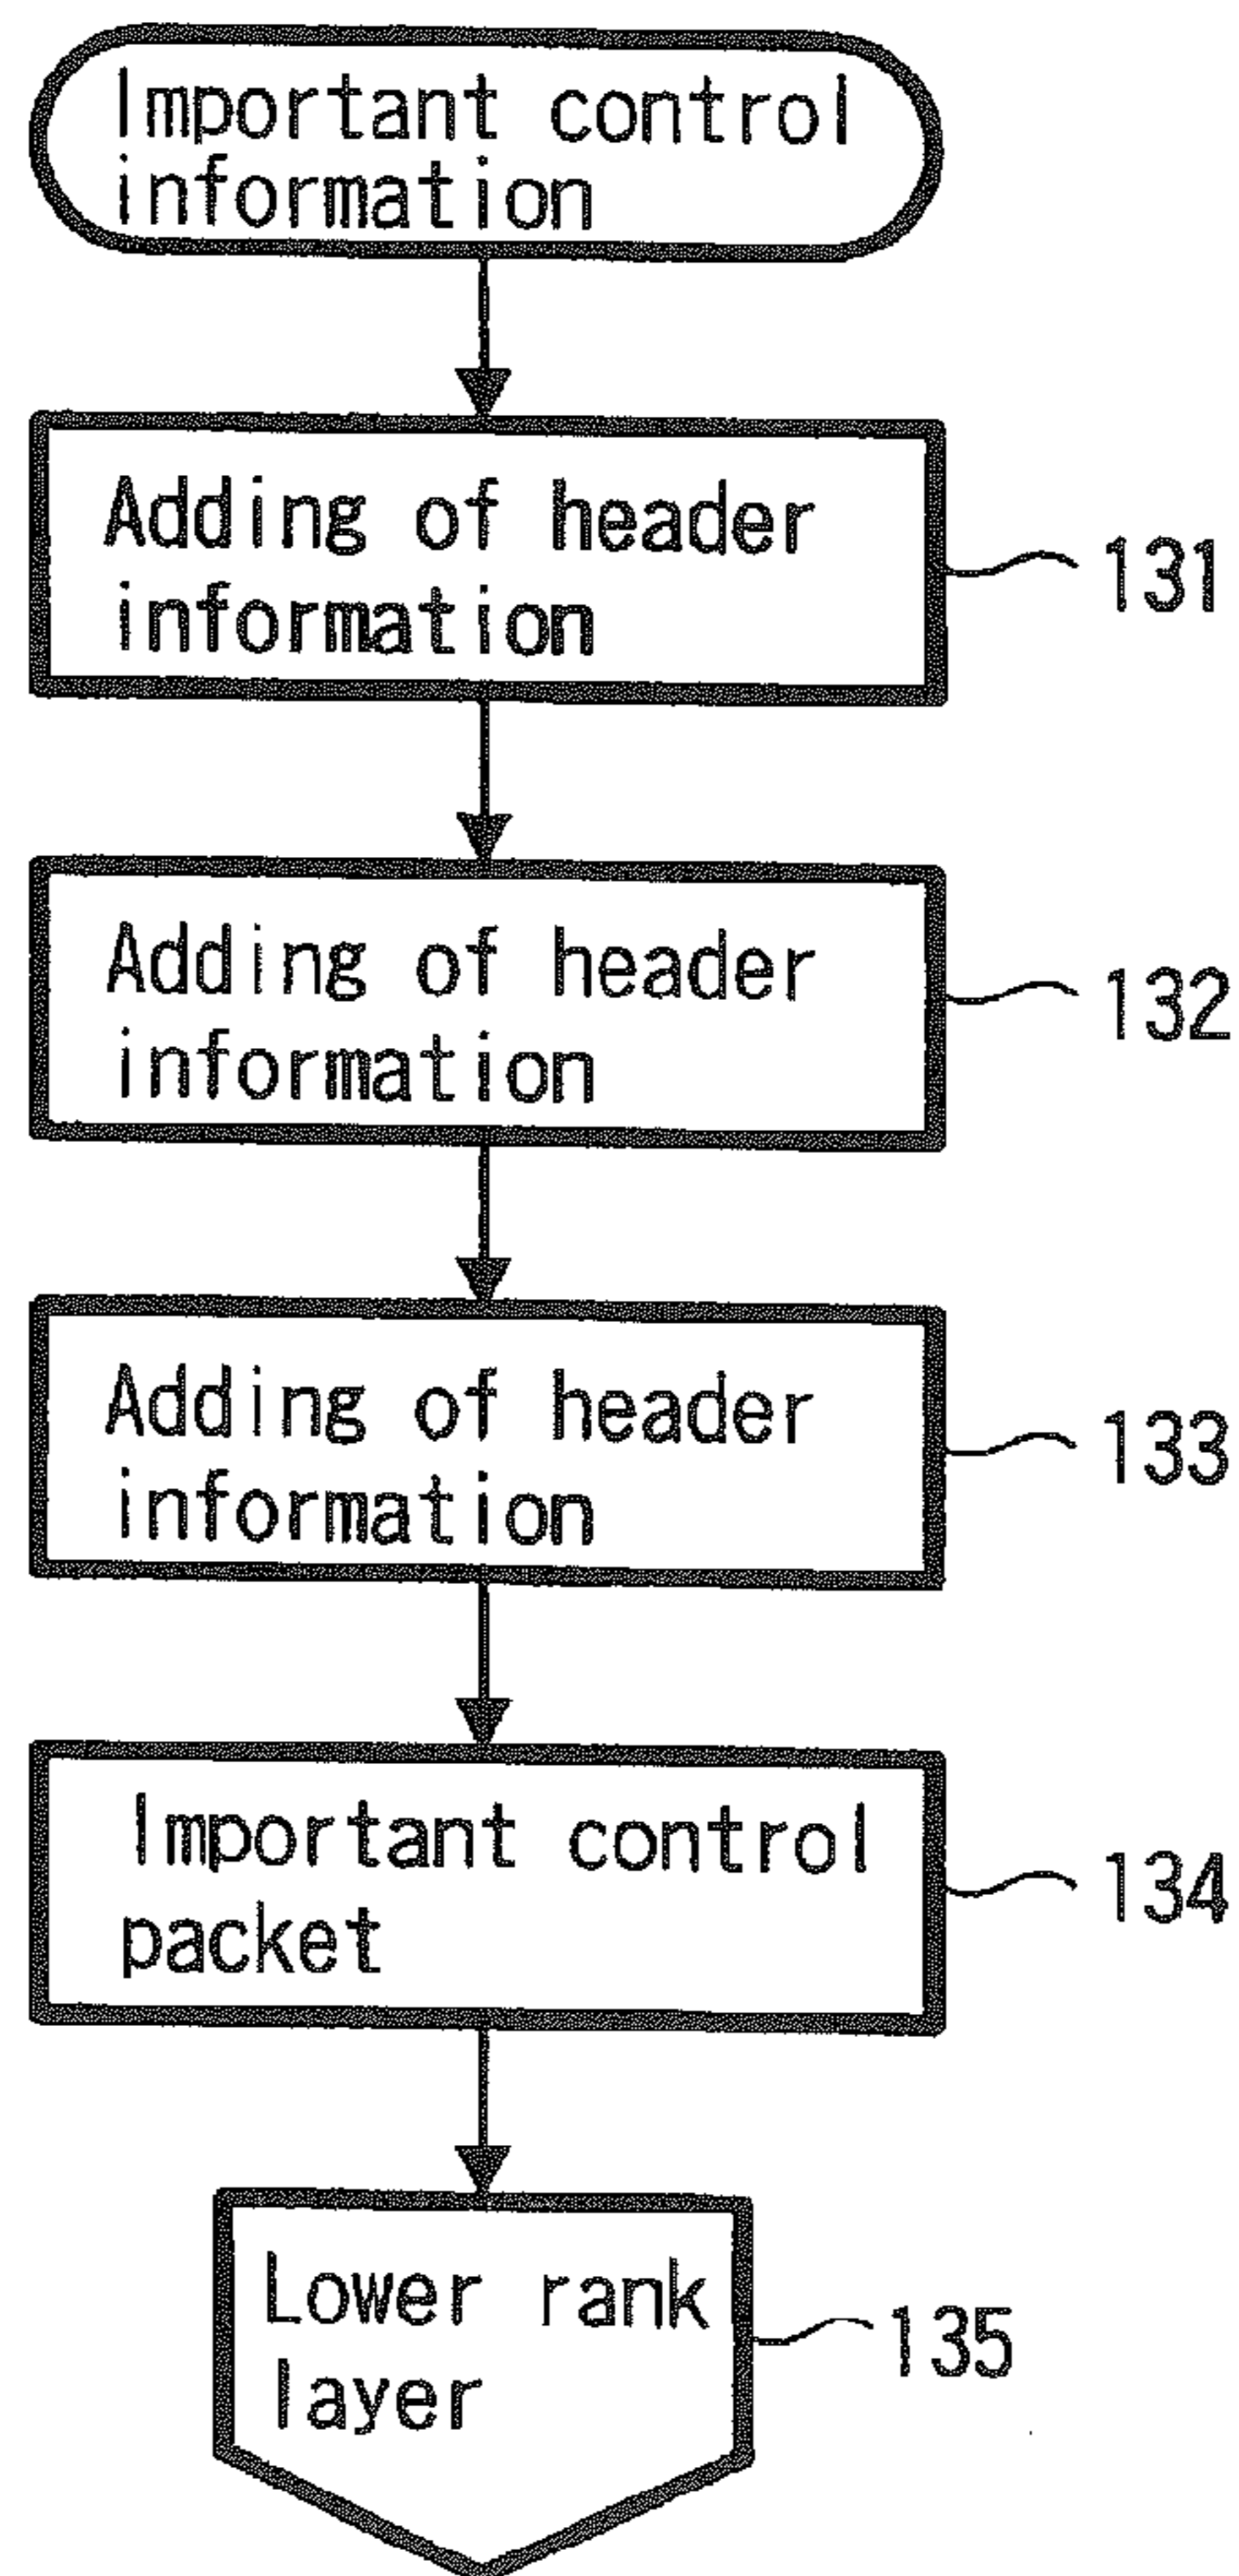 Important control
information
Adding of header
information
131
Adding of header
information
132
Adding of header
information
133
Important control
packet
134
Lower rank
layer
135